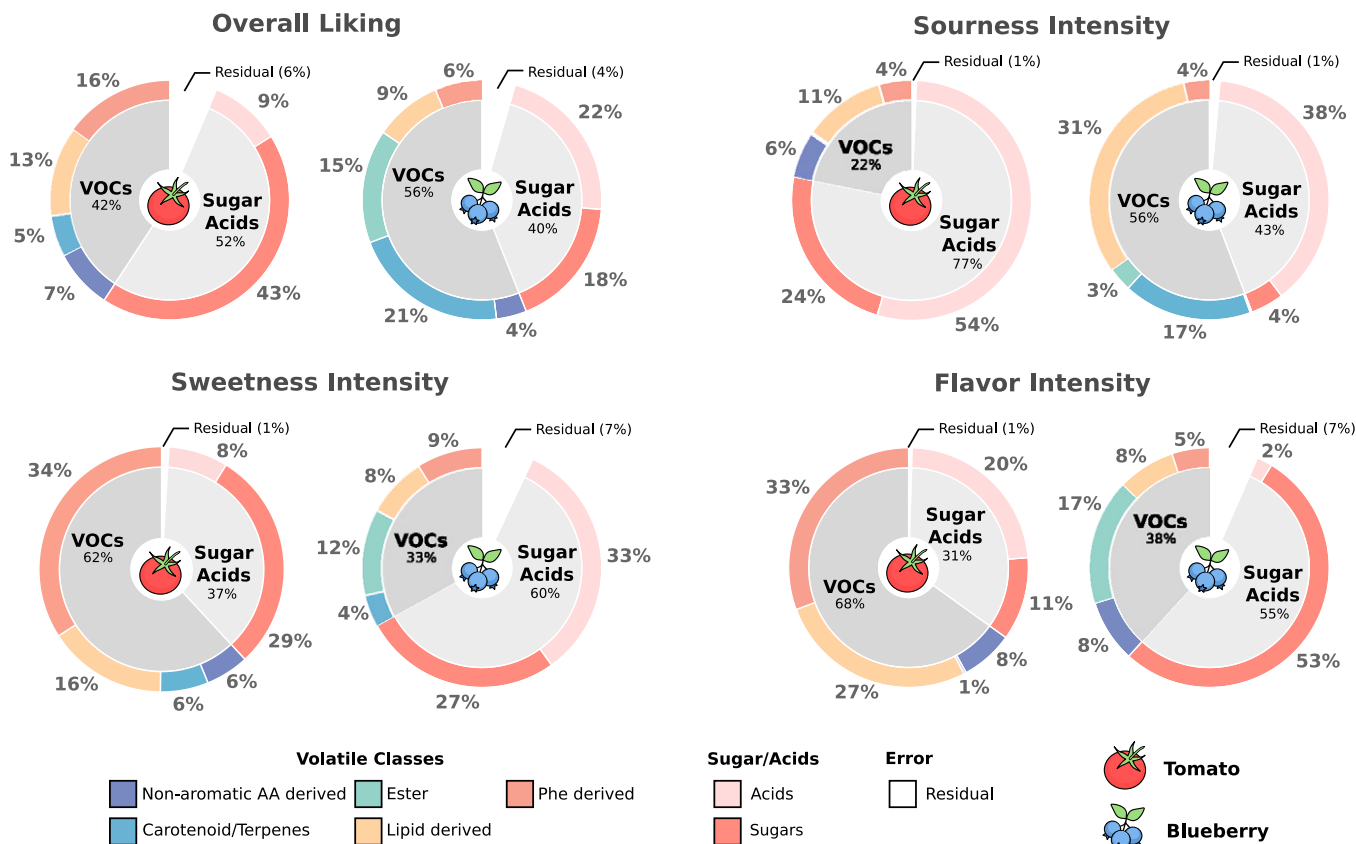 Overall Liking
Residual (6%)
16%
9%
13%
VOCs
42%
Sugar
Acids
52%
5%
7%
43%
Residual (4%)
6%
9%
22%
15%
VOCs
56%
Sugar
Acids
40%
18%
21%
4%
Sourness Intensity
Residual (1%)
4%
11%
VOCs
22%
6%
Sugar
Acids
77%
24%
54%
Residual (1%)
4%
38%
31%
VOCs
56%
Sugar
Acids
43%
3%
17%
4%
Sweetness Intensity
Residual (1%)
8%
34%
VOCs
62%
Sugar
Acids
37%
29%
16%
6%
6%
Residual (7%)
9%
8%
12%
VOCs
33%
Sugar
Acids
60%
33%
4%
27%
Flavor Intensity
Residual (1%)
20%
33%
Sugar
Acids
31%
VOCs
68%
11%
8%
27%
1%
Residual (7%)
5%
2%
8%
17%
VOCs
38%
Sugar
Acids
55%
8%
53%
Volatile Classes
Non-aromatic AA derived
Ester
Phe derived
Carotenoid/Terpenes
Lipid derived
Sugar/Acids
Acids
Sugars
Error
Residual
Tomato
Blueberry